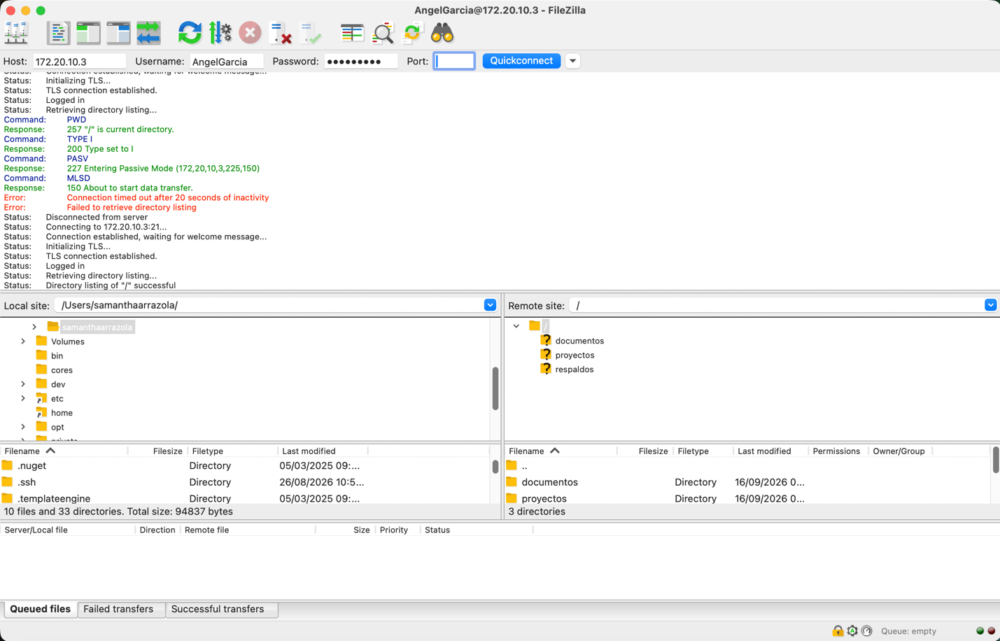 AngelGarcia@172.20.10.3 - FileZilla
Host: 172.20.10.3 Username: AngelGarcia Password: ●●●●●●●●● Port: Quickconnect
Status: Connection established, waiting for welcome message...
Status: Initializing TLS...
Status: TLS connection established.
Status: Logged in
Status: Retrieving directory listing...
Command: PWD
Response: 257 "/" is current directory.
Command: TYPE I
Response: 200 Type set to I
Command: PASV
Response: 227 Entering Passive Mode (172,20,10,3,225,150)
Command: MLSD
Response: 150 About to start data transfer.
Error: Connection timed out after 20 seconds of inactivity
Error: Failed to retrieve directory listing
Status: Disconnected from server
Status: Connecting to 172.20.10.3:21...
Status: Connection established, waiting for welcome message...
Status: Initializing TLS...
Status: TLS connection established.
Status: Logged in
Status: Retrieving directory listing...
Status: Directory listing of "/" successful
Local site: /Users/samanthaarrazola/
samanthaarrazola
Volumes
bin
cores
dev
etc
home
opt
private
Filename Filesize Filetype Last modified
.nuget Directory 05/03/2025 09:...
.ssh Directory 26/08/2026 10:5...
.templateengine Directory 05/03/2025 09:...
10 files and 33 directories. Total size: 94837 bytes
Remote site: /
/
documentos
proyectos
respaldos
Filename Filesize Filetype Last modified Permissions Owner/Group
..
documentos Directory 16/09/2026 0...
proyectos Directory 16/09/2026 0...
3 directories
Server/Local file Direction Remote file Size Priority Status
Queued files Failed transfers Successful transfers
Queue: empty